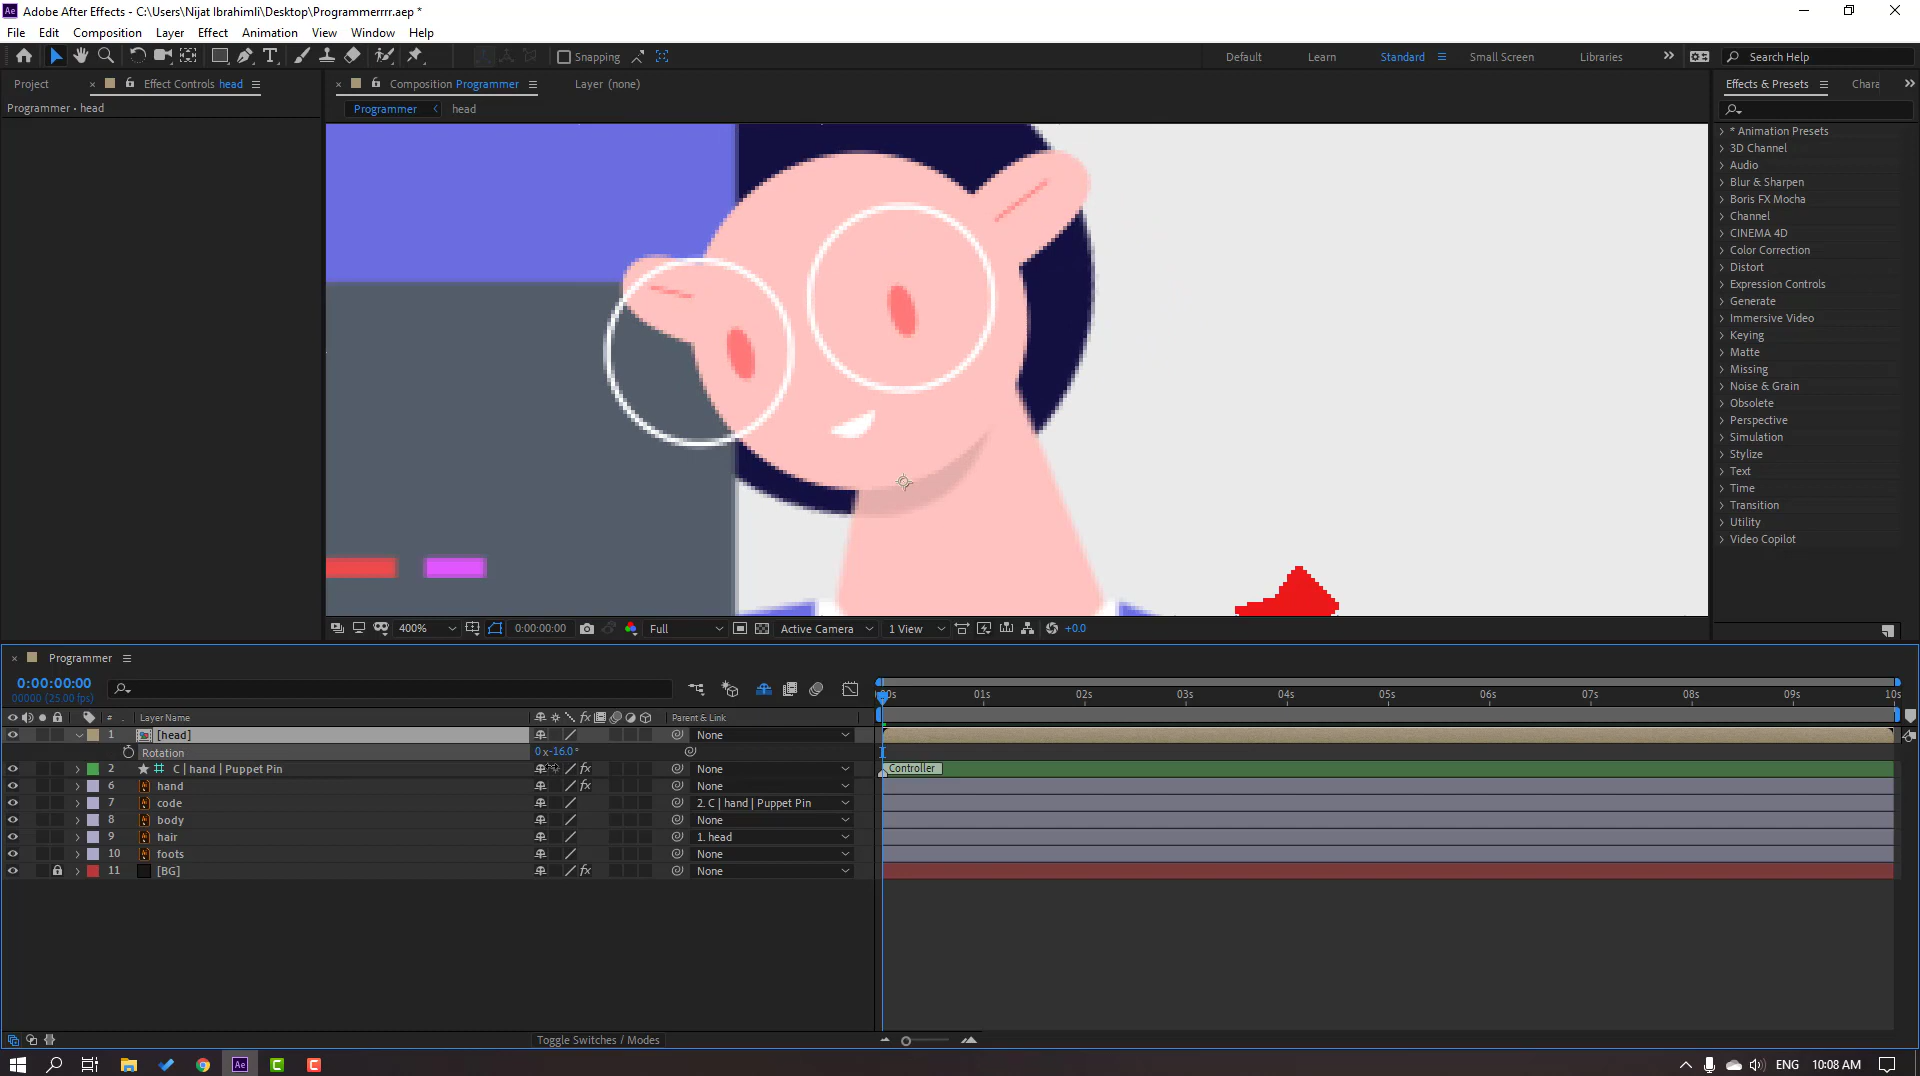 Adobe After Effects - C:\Users\Nijat Ibrahimli\Desktop\Programmerrrr.aep *
File Edit Composition Layer Effect Animation View Window Help
Snapping Default Learn Standard Small Screen Libraries Search Help
Project Effect Controls head Composition Programmer Layer (none) Effects & Presets Chara
Programmer • head Programmer head
* Animation Presets
3D Channel
Audio
Blur & Sharpen
Boris FX Mocha
Channel
CINEMA 4D
Color Correction
Distort
Expression Controls
Generate
Immersive Video
Keying
Matte
Missing
Noise & Grain
Obsolete
Perspective
Simulation
Stylize
Text
Time
Transition
Utility
Video Copilot
400% 0:00:00:00 Full Active Camera 1 View +0.0
Programmer
0:00:00:00
00000 (25.00 fps)
00s 01s 02s 03s 04s 05s 06s 07s 08s 09s 10s
# . Layer Name fx Parent & Link
1 [head] None
Rotation 0x-16.0°
2 C | hand | Puppet Pin fx None Controller
6 hand fx None
7 code 2. C | hand | Puppet Pin
8 body None
9 hair 1. head
10 foots None
11 [BG] fx None
Toggle Switches / Modes
Ae ENG 10:08 AM